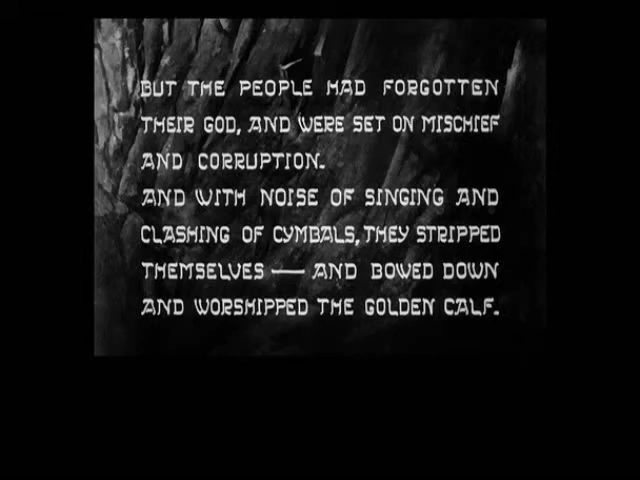 BUT THE PEOPLE HAD FORGOTTEN
THEIR GOD, AND WERE SET ON MISCHIEF
AND CORRUPTION.
AND WITH NOISE OF SINGING AND
CLASHING OF CYMBALS, THEY STRIPPED
THEMSELVES — AND BOWED DOWN
AND WORSHIPPED THE GOLDEN CALF.